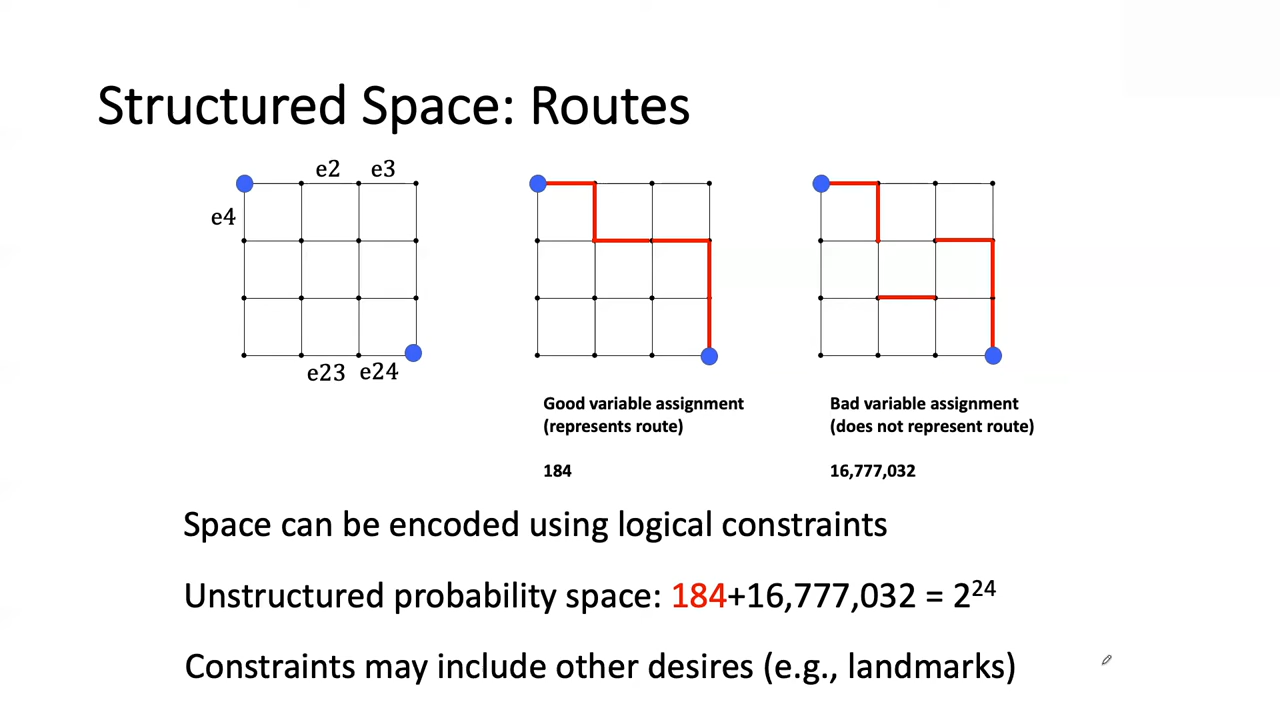 Structured Space: Routes
e2 e3
e4
e23 e24
Good variable assignment
(represents route)
184
Bad variable assignment
(does not represent route)
16,777,032
Space can be encoded using logical constraints
Unstructured probability space: 184+16,777,032 = 2²⁴
Constraints may include other desires (e.g., landmarks)